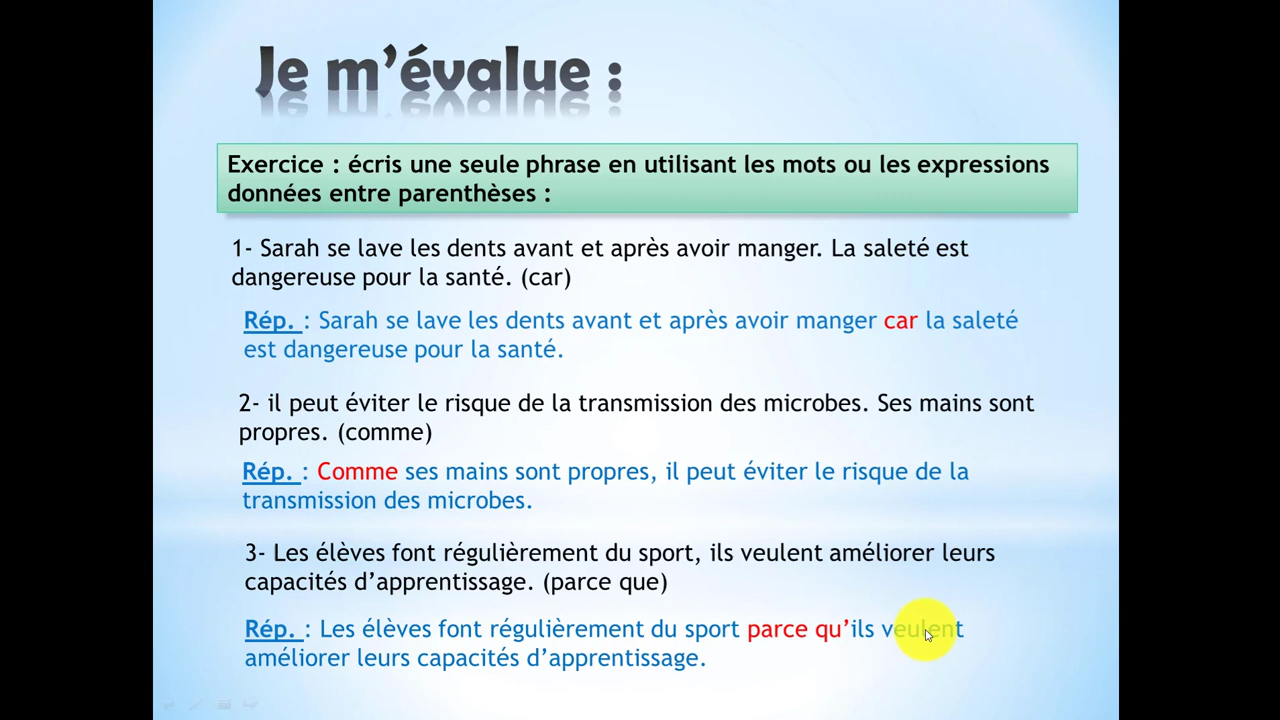 Je m'évalue :
Exercice : écris une seule phrase en utilisant les mots ou les expressions
données entre parenthèses :
1- Sarah se lave les dents avant et après avoir manger. La saleté est
dangereuse pour la santé. (car)
Rép. : Sarah se lave les dents avant et après avoir manger car la saleté
est dangereuse pour la santé.
2- il peut éviter le risque de la transmission des microbes. Ses mains sont
propres. (comme)
Rép. : Comme ses mains sont propres, il peut éviter le risque de la
transmission des microbes.
3- Les élèves font régulièrement du sport, ils veulent améliorer leurs
capacités d'apprentissage. (parce que)
Rép. : Les élèves font régulièrement du sport parce qu'ils veulent
améliorer leurs capacités d'apprentissage.